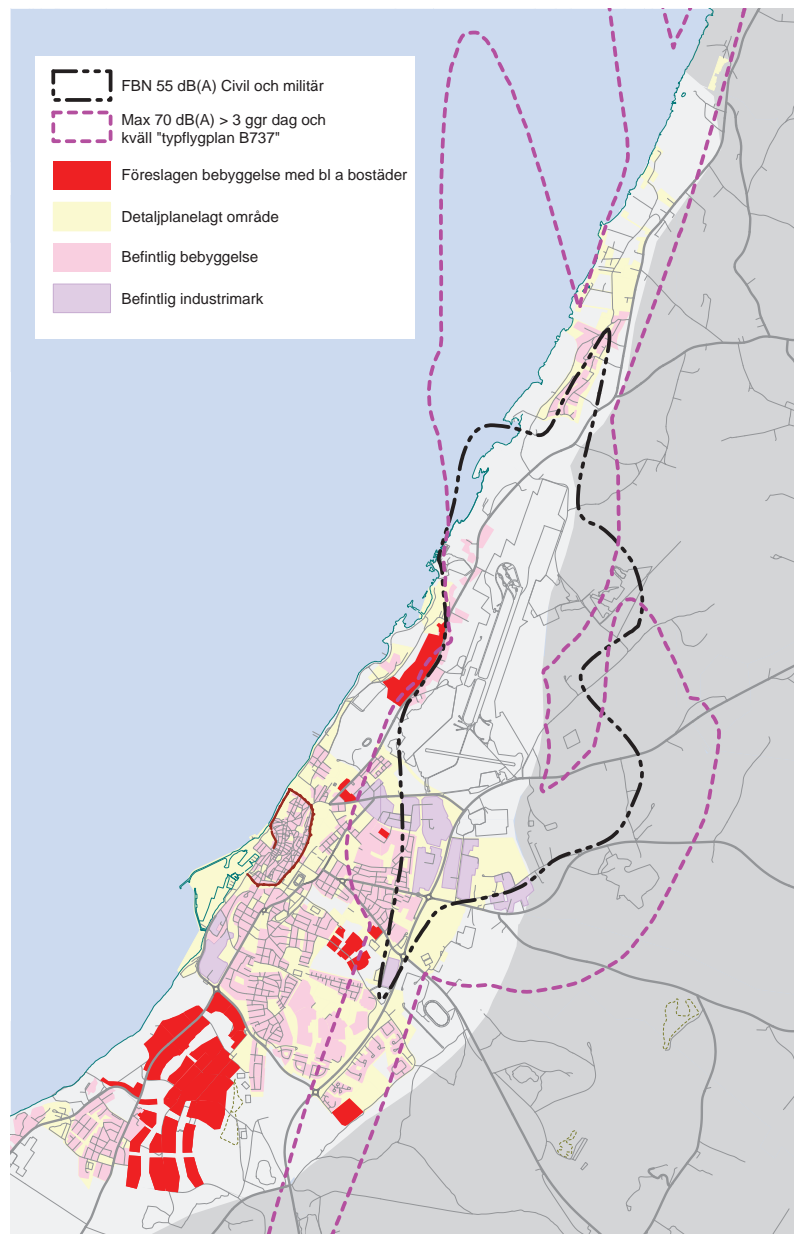 FBN 55 dB(A) Civil och militär
Max 70 dB(A) > 3 ggr dag och
kväll "typflygplan B737"
Föreslagen bebyggelse med bl a bostäder
Detaljplanelagt område
Befintlig bebyggelse
Befintlig industrimark